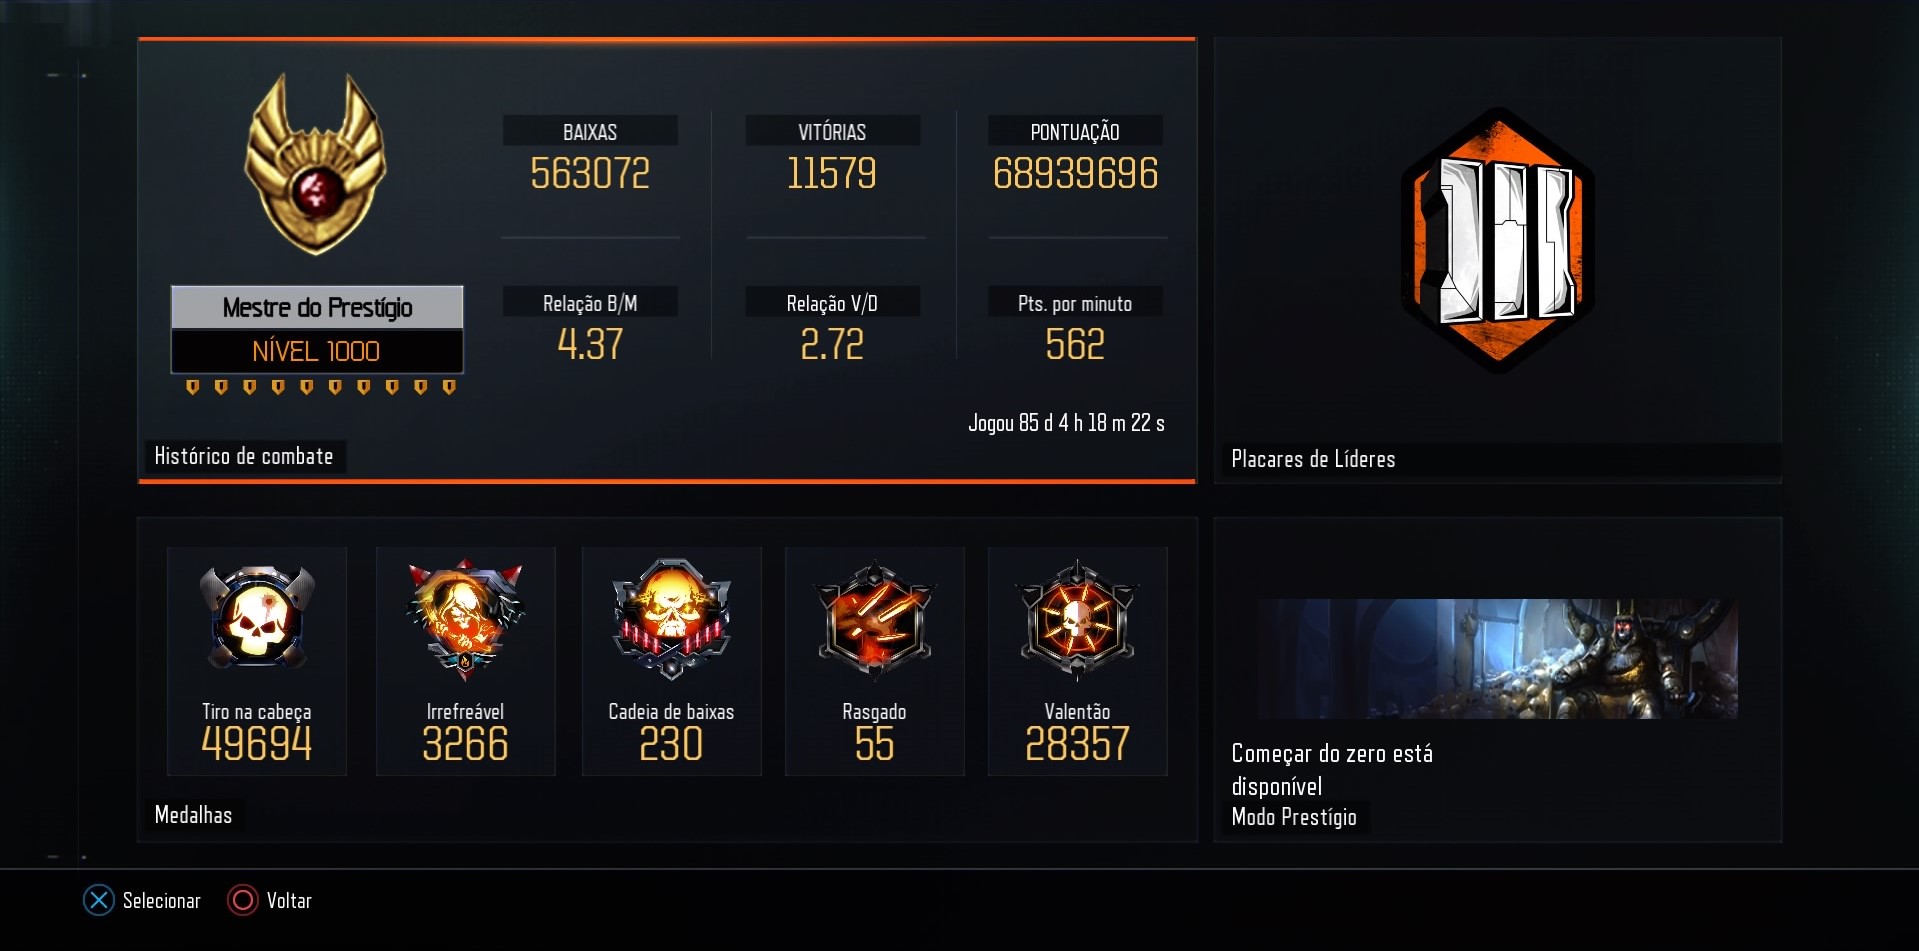 BAIXAS
563072
VITÓRIAS
11579
PONTUAÇÃO
68939696
Mestre do Prestígio
NÍVEL 1000
Relação B/M
4.37
Relação V/D
2.72
Pts. por minuto
562
Jogou 85 d 4 h 18 m 22 s
Histórico de combate
Placares de Líderes
Tiro na cabeça
49694
Irrefreável
3266
Cadeia de baixas
230
Rasgado
55
Valentão
28357
Medalhas
Começar do zero está
disponível
Modo Prestígio
Selecionar
Voltar